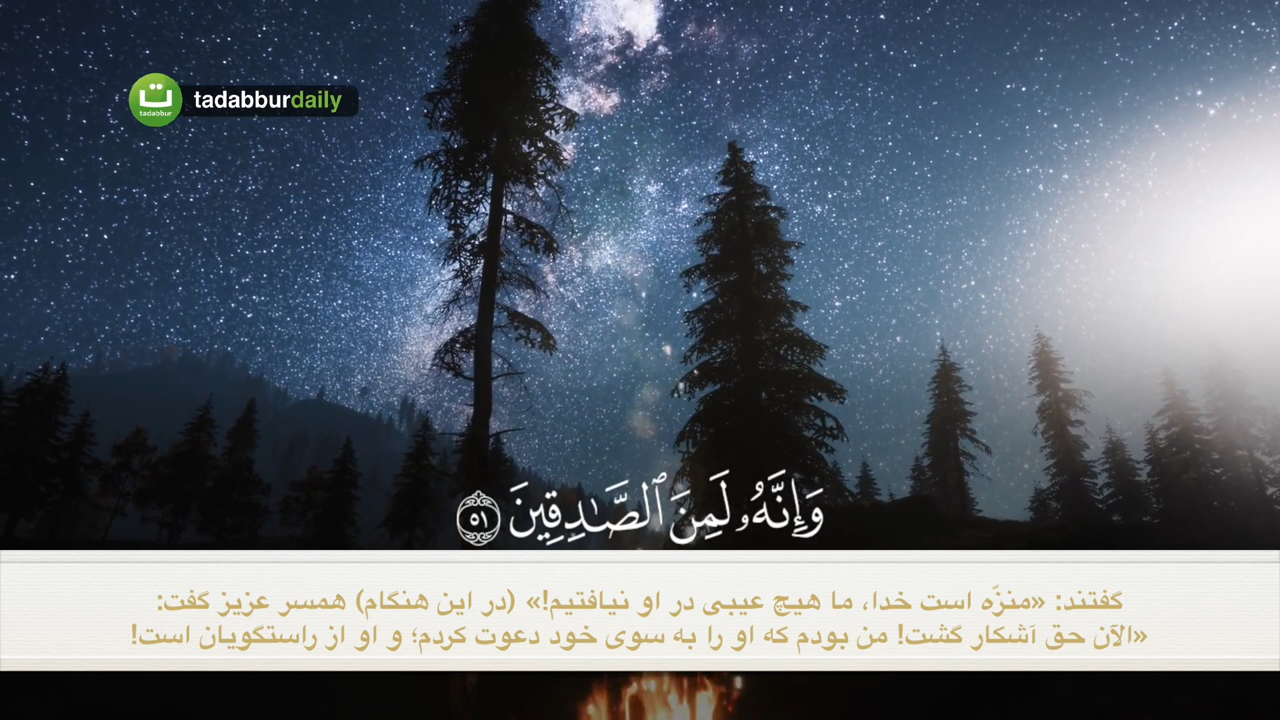 ت
tadabbur
tadabburdaily
وَإِنَّهُۥ لَمِنَ ٱلصَّـٰدِقِينَ ٥١
گفتند: «منزّه است خدا، ما هیچ عیبی در او نیافتیم!» (در این هنگام) همسر عزیز گفت:
«الآن حق آشکار گشت! من بودم که او را به سوی خود دعوت کردم؛ و او از راستگویان است!